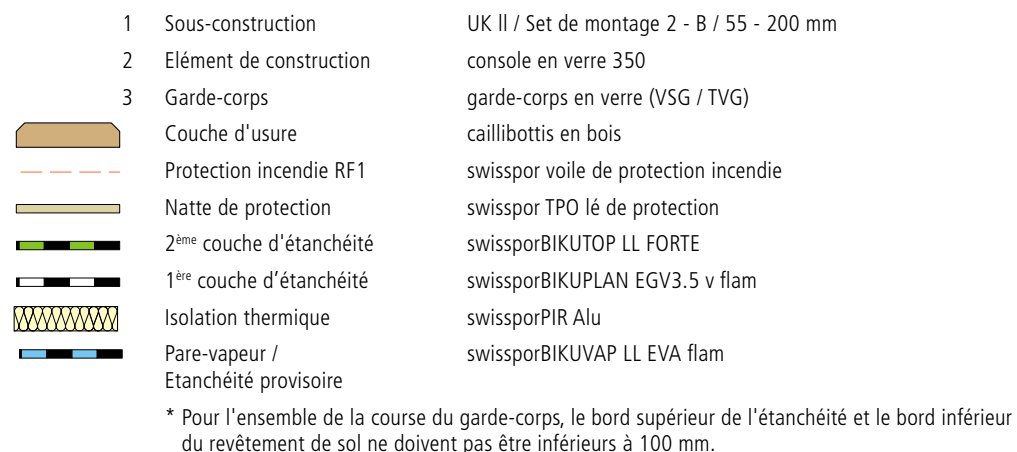 1 Sous-construction UK ll / Set de montage 2 - B / 55 - 200 mm
2 Elément de construction console en verre 350
3 Garde-corps garde-corps en verre (VSG / TVG)
Couche d'usure caillibottis en bois
Protection incendie RF1 swisspor voile de protection incendie
Natte de protection swisspor TPO lé de protection
2ème couche d'étanchéité swissporBIKUTOP LL FORTE
1ère couche d’étanchéité swissporBIKUPLAN EGV3.5 v flam
Isolation thermique swissporPIR Alu
Pare-vapeur / swissporBIKUVAP LL EVA flam
Etanchéité provisoire
* Pour l'ensemble de la course du garde-corps, le bord supérieur de l'étanchéité et le bord inférieur
du revêtement de sol ne doivent pas être inférieurs à 100 mm.